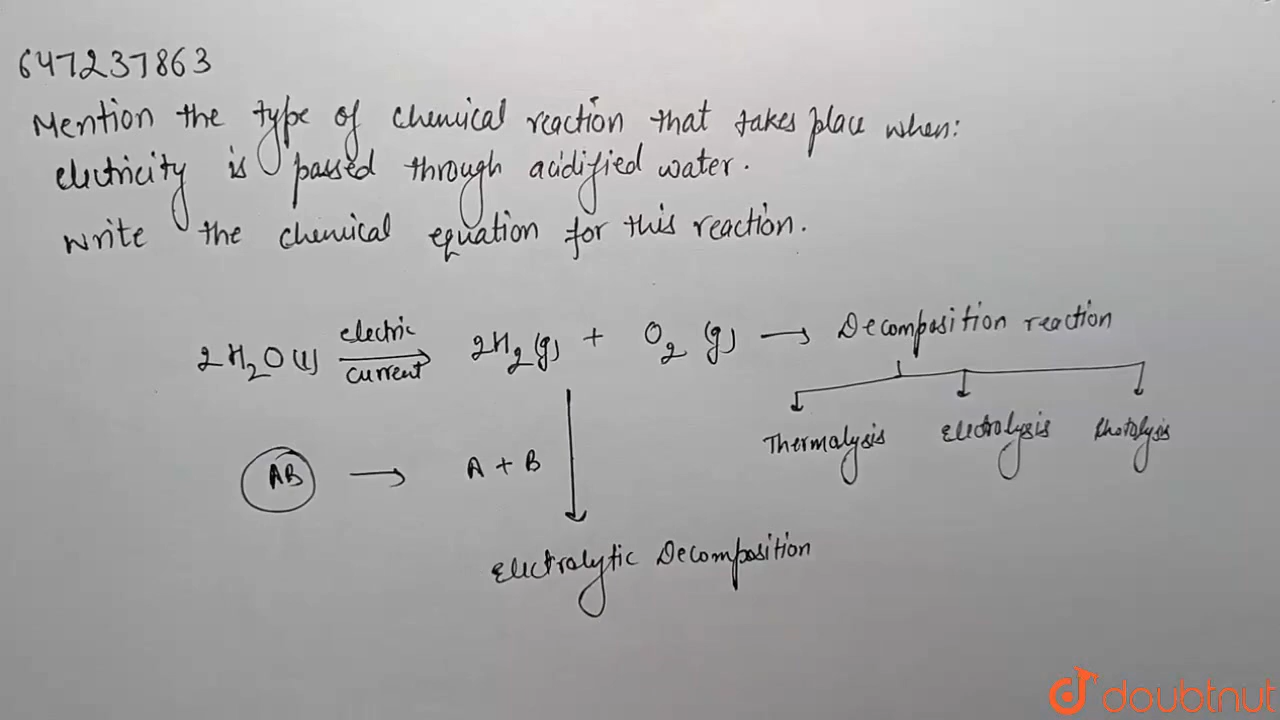 647237863
Mention the type of chemical reaction that takes place when:
electricity is passed through acidified water.
write the chemical equation for this reaction.
2H₂O(l) electric current → 2H₂(g) + O₂(g) → Decomposition reaction
Thermalysis Electrolysis Photolysis
AB → A + B
Electrolytic Decomposition
doubtnut